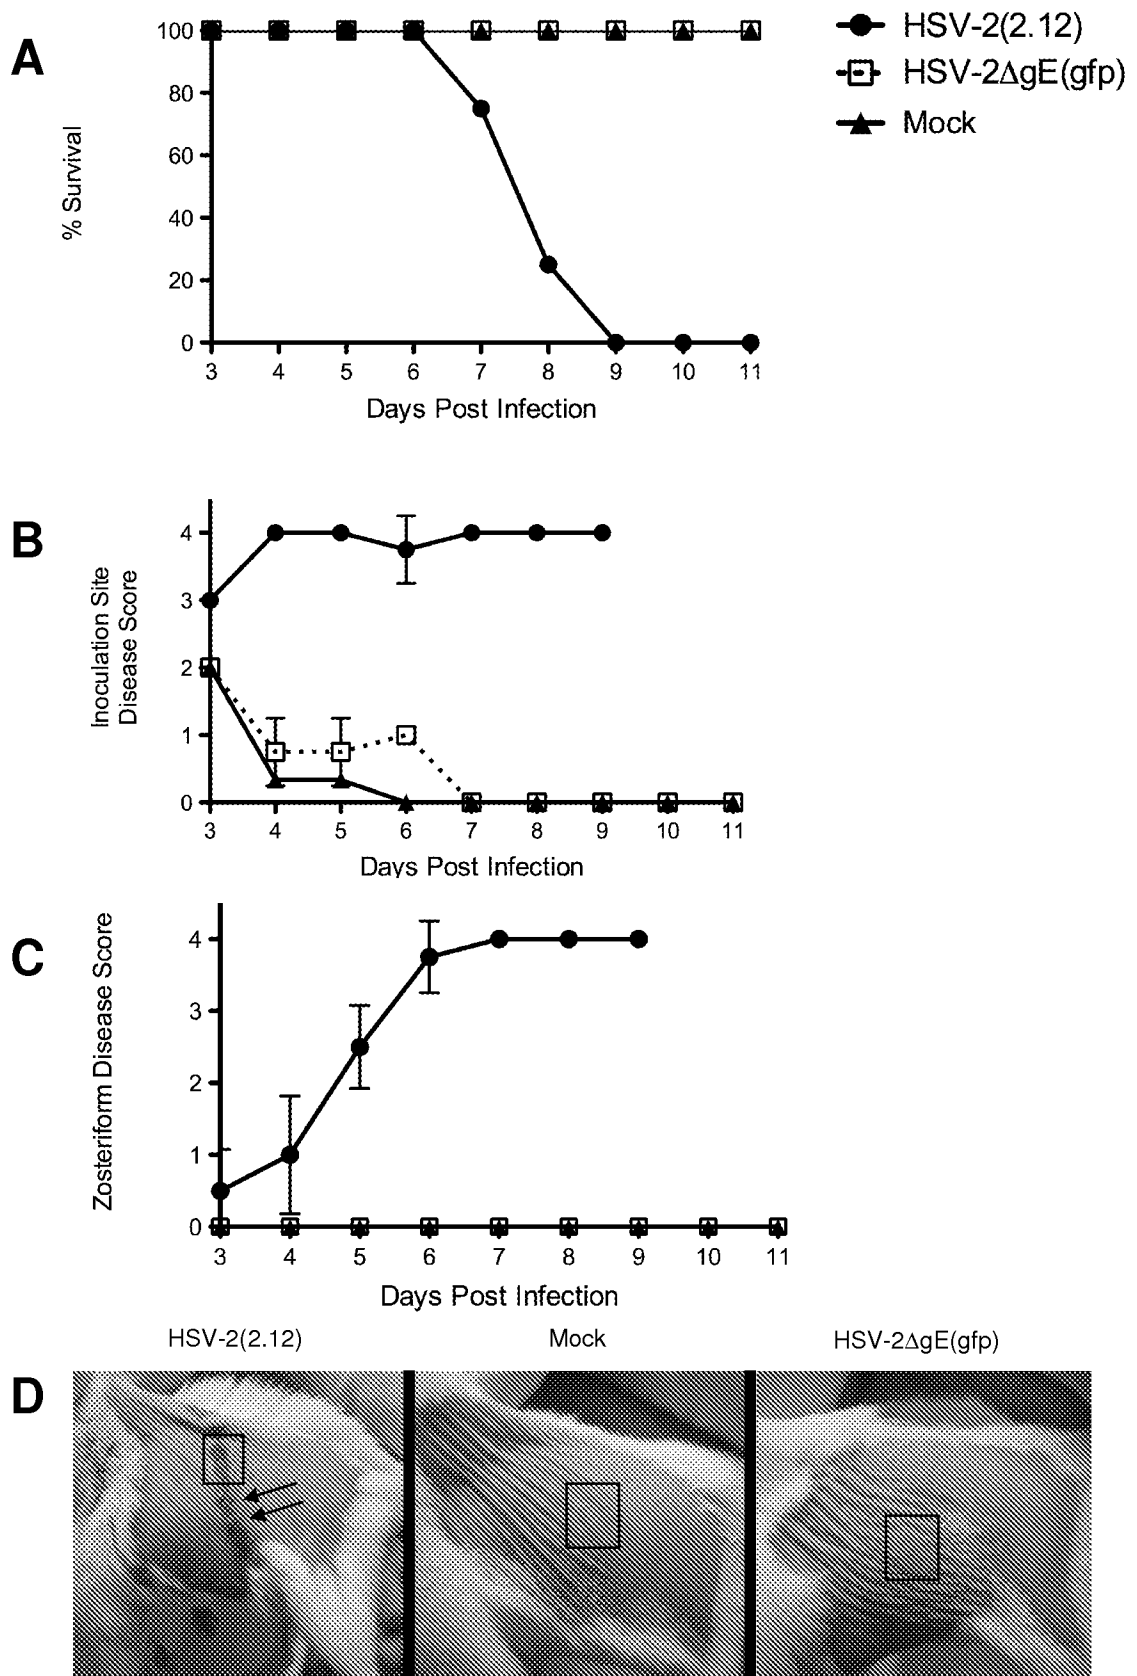 A
HSV-2(2.12)
HSV-2ΔgE(gfp)
Mock
% Survival
100
80
60
40
20
0
3 4 5 6 7 8 9 10 11
Days Post Infection
B
Inoculation Site
Disease Score
4
3
2
1
0
3 4 5 6 7 8 9 10 11
Days Post Infection
C
Zosteriform Disease Score
4
3
2
1
0
3 4 5 6 7 8 9 10 11
Days Post Infection
HSV-2(2.12) Mock HSV-2ΔgE(gfp)
D